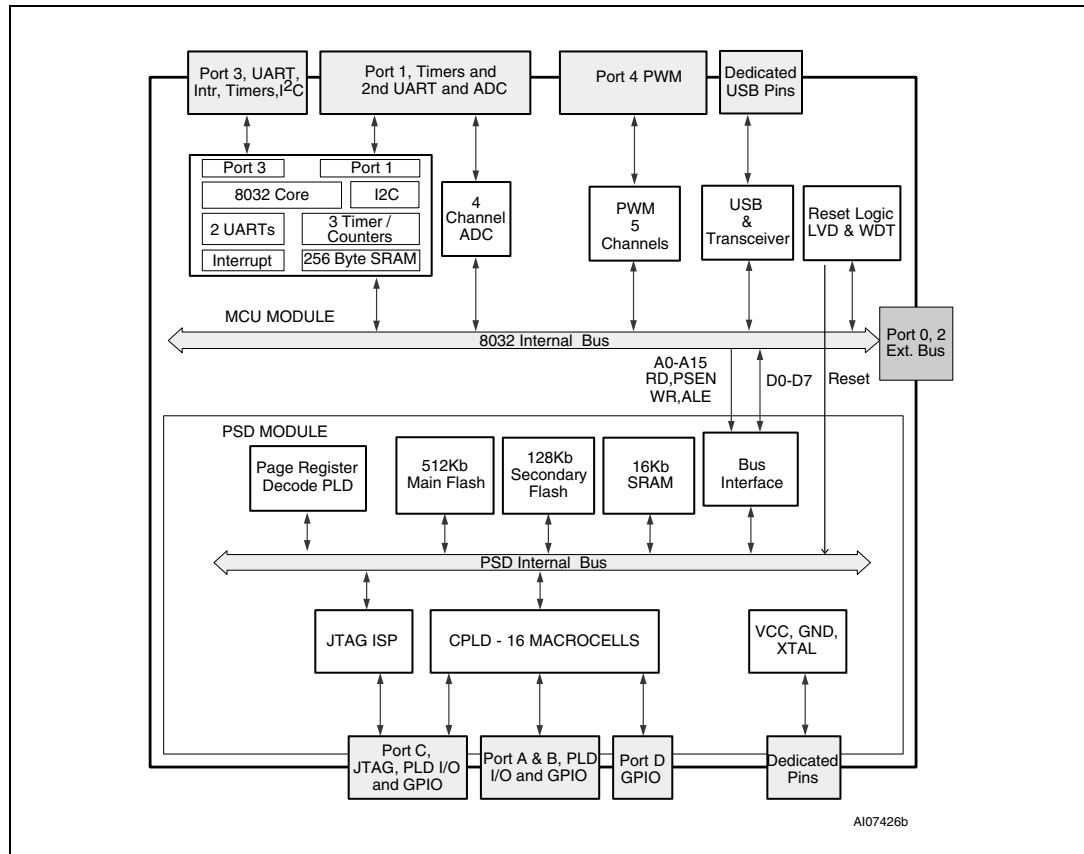 Port 3, UART,
Intr, Timers,I2C
Port 1, Timers and
2nd UART and ADC
Port 4 PWM
Dedicated
USB Pins
Port 3
Port 1
8032 Core
I2C
2 UARTs
3 Timer /
Counters
Interrupt
256 Byte SRAM
4
Channel
ADC
PWM
5
Channels
USB
&
Transceiver
Reset Logic
LVD & WDT
MCU MODULE
8032 Internal Bus
Port 0, 2
Ext. Bus
A0-A15
RD,PSEN
WR,ALE
D0-D7
Reset
PSD MODULE
Page Register
Decode PLD
512Kb
Main Flash
128Kb
Secondary
Flash
16Kb
SRAM
Bus
Interface
PSD Internal Bus
JTAG ISP
CPLD - 16 MACROCELLS
VCC, GND,
XTAL
Port C,
JTAG, PLD I/O
and GPIO
Port A & B, PLD
I/O and GPIO
Port D
GPIO
Dedicated
Pins
AI07426b